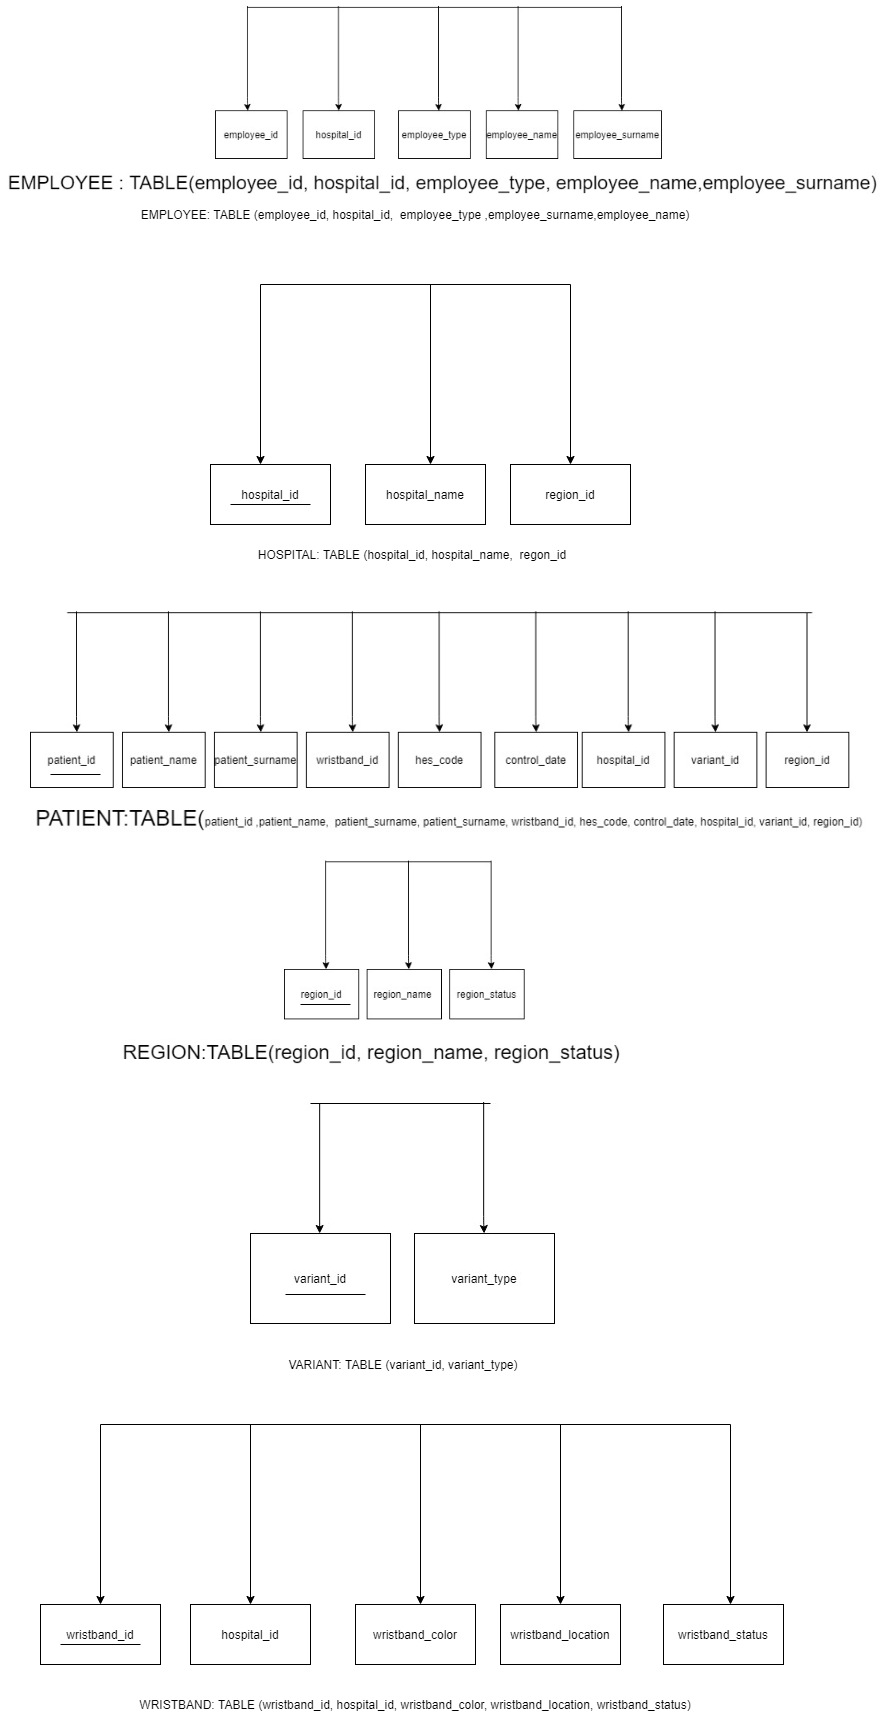 employee_id hospital_id employee_type employee_name employee_surname
EMPLOYEE : TABLE(employee_id, hospital_id, employee_type, employee_name,employee_surname)
EMPLOYEE: TABLE (employee_id, hospital_id, employee_type ,employee_surname,employee_name)
hospital_id hospital_name region_id
HOSPITAL: TABLE (hospital_id, hospital_name, regon_id
patient_id patient_name patient_surname wristband_id hes_code control_date hospital_id variant_id region_id
PATIENT:TABLE(patient_id ,patient_name, patient_surname, patient_surname, wristband_id, hes_code, control_date, hospital_id, variant_id, region_id)
region_id region_name region_status
REGION:TABLE(region_id, region_name, region_status)
variant_id variant_type
VARIANT: TABLE (variant_id, variant_type)
wristband_id hospital_id wristband_color wristband_location wristband_status
WRISTBAND: TABLE (wristband_id, hospital_id, wristband_color, wristband_location, wristband_status)